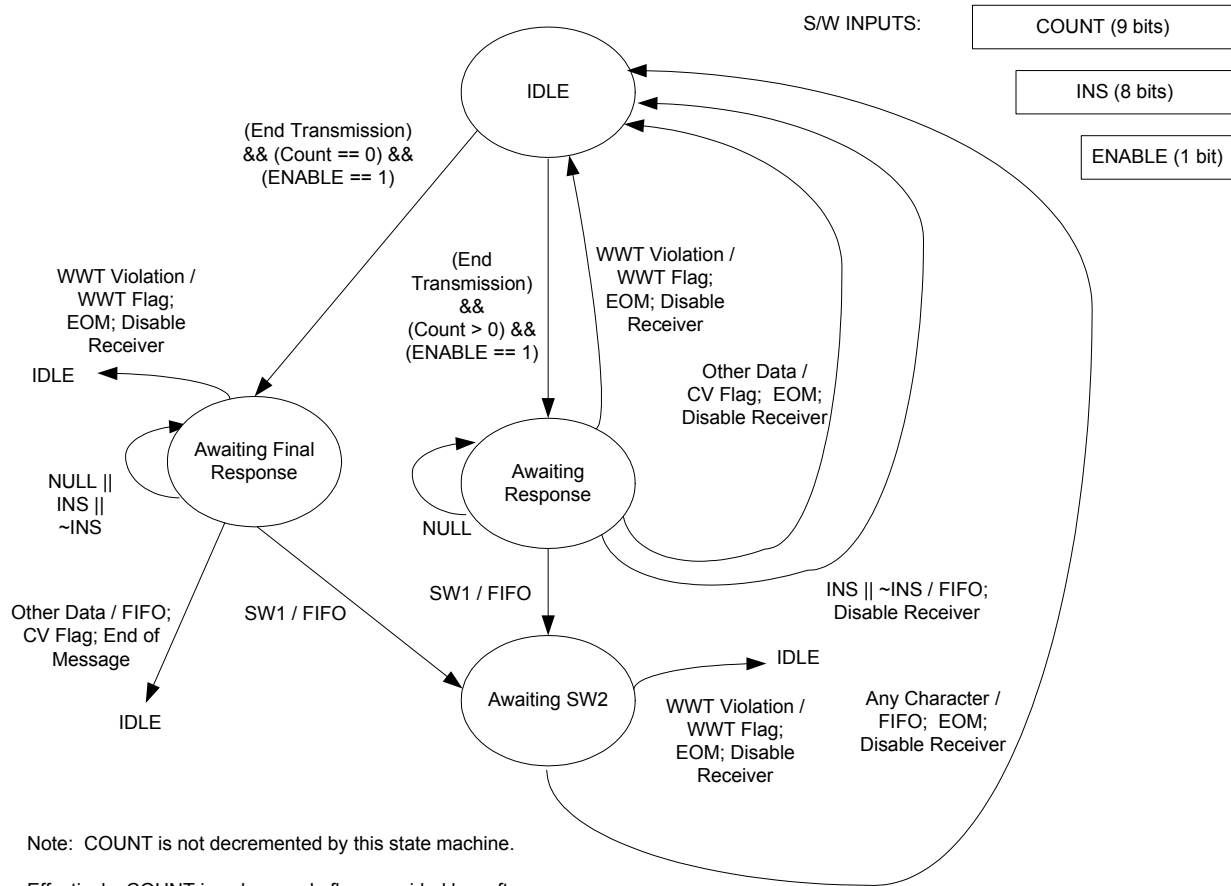 S/W INPUTS:
COUNT (9 bits)
INS (8 bits)
ENABLE (1 bit)
IDLE
(End Transmission)
&& (Count == 0) &&
(ENABLE == 1)
(End
Transmission)
&&
(Count > 0) &&
(ENABLE == 1)
WWT Violation /
WWT Flag;
EOM; Disable
Receiver
WWT Violation /
WWT Flag;
EOM; Disable
Receiver
IDLE
Other Data /
CV Flag; EOM;
Disable Receiver
Awaiting Final
Response
Awaiting
Response
NULL ||
INS ||
~INS
NULL
Other Data / FIFO;
CV Flag; End of
Message
IDLE
SW1 / FIFO
SW1 / FIFO
INS || ~INS / FIFO;
Disable Receiver
Awaiting SW2
IDLE
WWT Violation /
WWT Flag;
EOM; Disable
Receiver
Any Character /
FIFO; EOM;
Disable Receiver
Note: COUNT is not decremented by this state machine.
Effectively COUNT